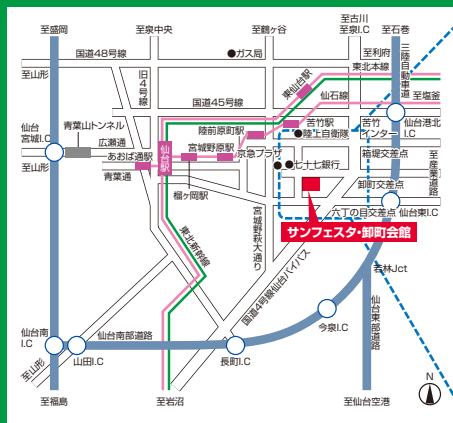 至盛岡
至泉中央
至鶴ヶ谷
至古川
至泉I.C
至石巻
国道48号線
●ガス局
至利府
三陸自動車道
至山形
旧4号線
東仙台駅
東北本線
仙石線
至塩釜
国道45号線
仙台
宮城I.C
青葉山トンネル
広瀬通
陸前原町駅
苦竹駅
●陸上自衛隊
苦竹
インター
仙台港北
I.C
あおば通駅
仙台駅
宮城野原駅
京急プラザ
箱堤交差点
至山形
青葉通
榴ヶ岡駅
●七十七銀行
卸町交差点
至産業道路
六丁の目交差点
仙台東I.C
サンフェスタ・卸町会館
宮城野萩大通り
東北新幹線
国道4号線仙台バイパス
若林Jct
仙台南
I.C
仙台南部道路
今泉I.C
仙台東部道路
至山形
山田I.C
長町I.C
N
至福島
至岩沼
至仙台空港